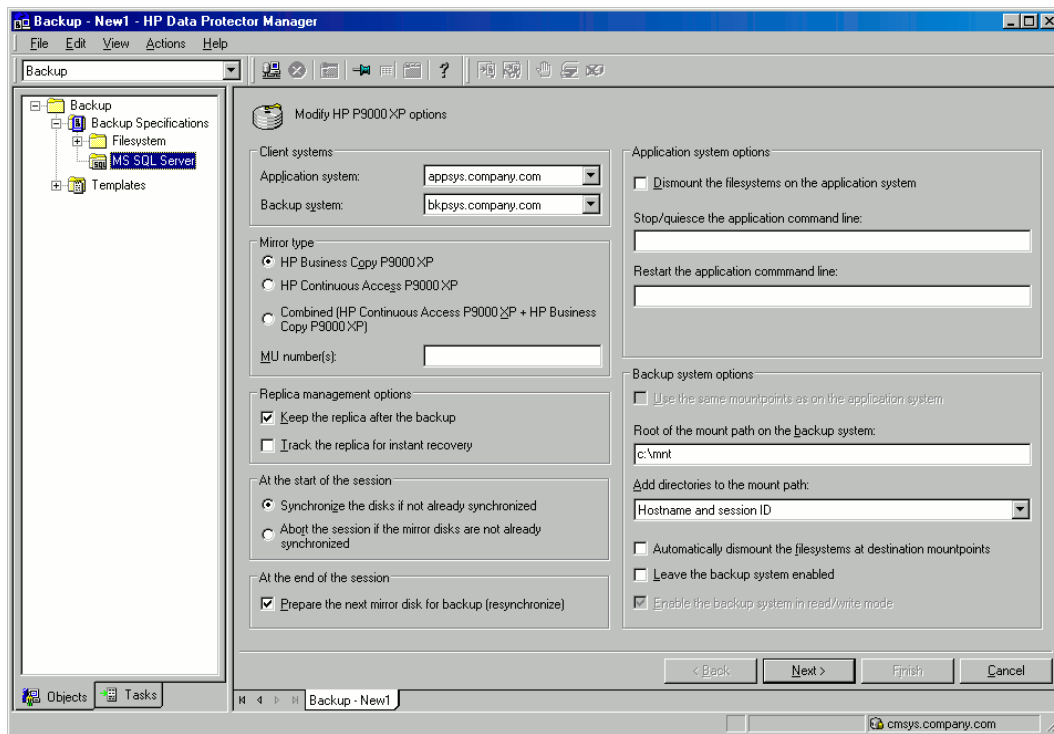 Backup - New1 - HP Data Protector Manager
File Edit View Actions Help
Backup
Backup
Backup Specifications
Filesystem
SQL MS SQL Server
Templates
Objects Tasks
Modify HP P9000 XP options
Client systems
Application system: appsys.company.com
Backup system: bkpsys.company.com
Mirror type
HP Business Copy P9000 XP
HP Continuous Access P9000 XP
Combined (HP Continuous Access P9000 XP + HP Business
Copy P9000 XP)
MU number(s):
Replica management options
Keep the replica after the backup
Track the replica for instant recovery
At the start of the session
Synchronize the disks if not already synchronized
Abort the session if the mirror disks are not already
synchronized
At the end of the session
Prepare the next mirror disk for backup (resynchronize)
Application system options
Dismount the filesystems on the application system
Stop/quiesce the application command line:
Restart the application commmand line:
Backup system options
Use the same mountpoints as on the application system
Root of the mount path on the backup system:
c:\mnt
Add directories to the mount path:
Hostname and session ID
Automatically dismount the filesystems at destination mountpoints
Leave the backup system enabled
Enable the backup system in read/write mode
< Back Next > Finish Cancel
Backup - New1
cmsys.company.com